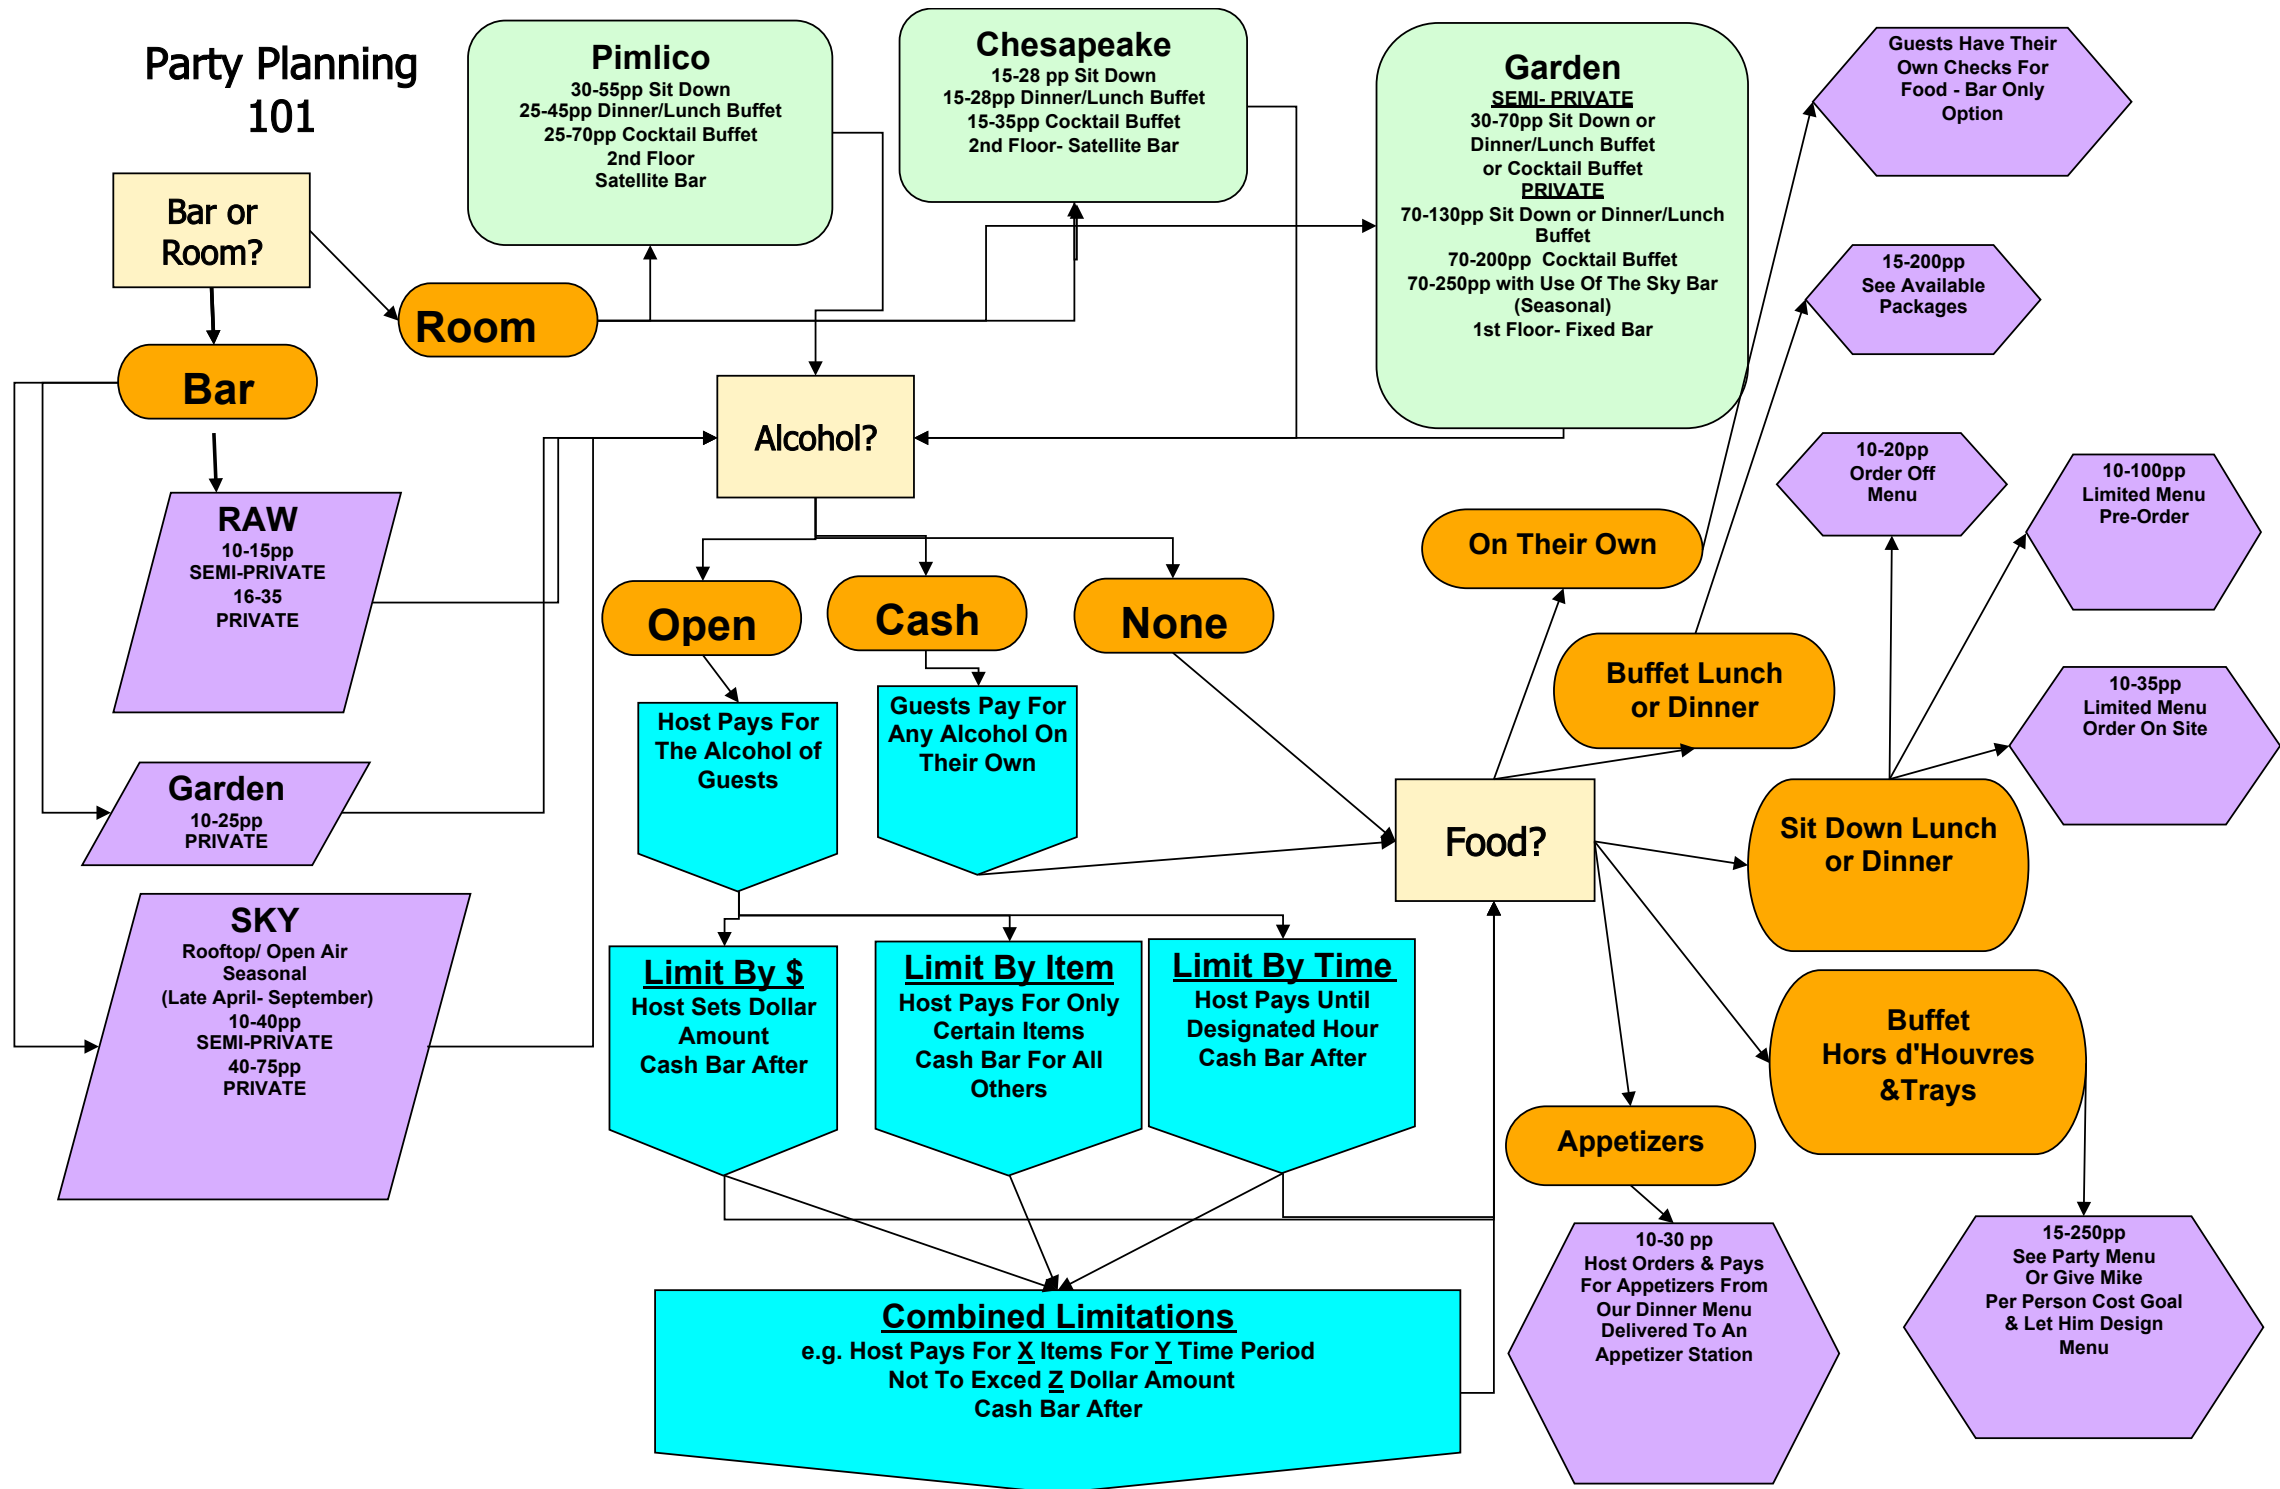 Party Planning
101
Bar or
Room?
Room
Bar
Pimlico
30-55pp Sit Down
25-45pp Dinner/Lunch Buffet
25-70pp Cocktail Buffet
2nd Floor
Satellite Bar
Chesapeake
15-28 pp Sit Down
15-28pp Dinner/Lunch Buffet
15-35pp Cocktail Buffet
2nd Floor- Satellite Bar
Garden
SEMI- PRIVATE
30-70pp Sit Down or
Dinner/Lunch Buffet
or Cocktail Buffet
PRIVATE
70-130pp Sit Down or Dinner/Lunch
Buffet
70-200pp Cocktail Buffet
70-250pp with Use Of The Sky Bar
(Seasonal)
1st Floor- Fixed Bar
RAW
10-15pp
SEMI-PRIVATE
16-35
PRIVATE
Garden
10-25pp
PRIVATE
SKY
Rooftop/ Open Air
Seasonal
(Late April- September)
10-40pp
SEMI-PRIVATE
40-75pp
PRIVATE
Alcohol?
Open
Cash
None
Host Pays For
The Alcohol of
Guests
Guests Pay For
Any Alcohol On
Their Own
Limit By $
Host Sets Dollar
Amount
Cash Bar After
Limit By Item
Host Pays For Only
Certain Items
Cash Bar For All
Others
Limit By Time
Host Pays Until
Designated Hour
Cash Bar After
Combined Limitations
e.g. Host Pays For X Items For Y Time Period
Not To Exced Z Dollar Amount
Cash Bar After
Food?
On Their Own
Buffet Lunch
or Dinner
Sit Down Lunch
or Dinner
Buffet
Hors d'Houvres
&Trays
Appetizers
Guests Have Their
Own Checks For
Food - Bar Only
Option
15-200pp
See Available
Packages
10-20pp
Order Off
Menu
10-100pp
Limited Menu
Pre-Order
10-35pp
Limited Menu
Order On Site
10-30 pp
Host Orders & Pays
For Appetizers From
Our Dinner Menu
Delivered To An
Appetizer Station
15-250pp
See Party Menu
Or Give Mike
Per Person Cost Goal
& Let Him Design
Menu